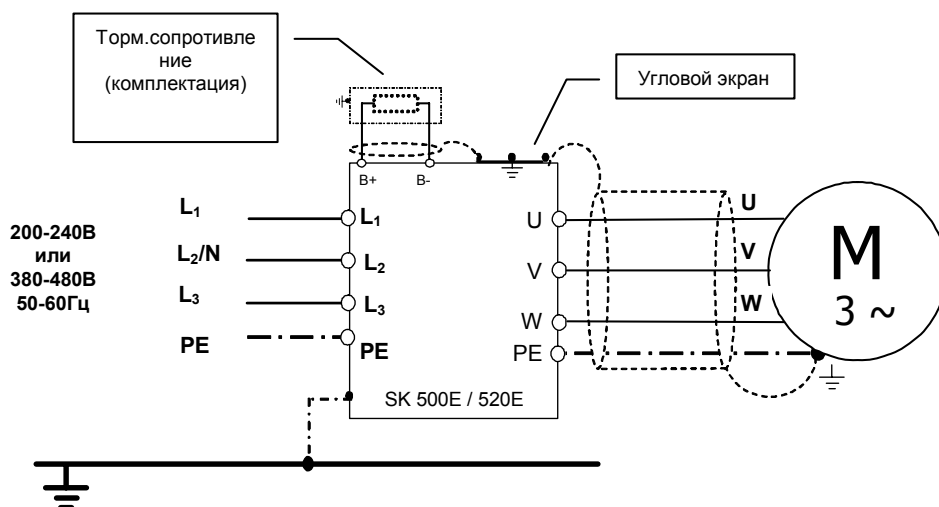 Торм.сопротивле
ние
(комплектация)
Угловой экран
B+ B-
L₁ L₁ U U
200-240В
или
380-480В
50-60Гц
L₂/N L₂ V V
L₃ L₃ W W
PE PE PE
M
3 ~
SK 500E / 520E